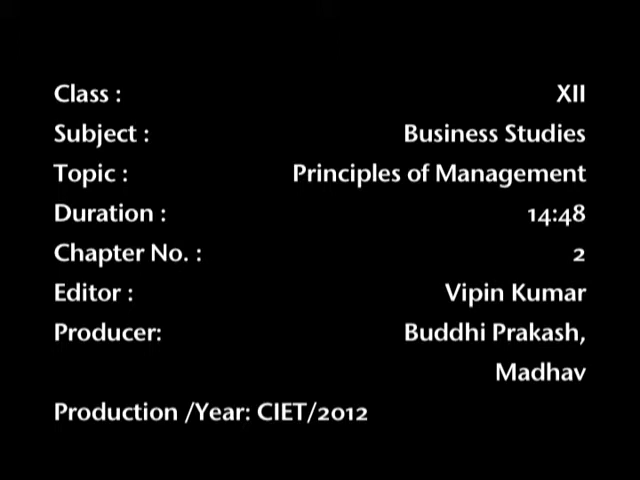 Class : XII
Subject : Business Studies
Topic : Principles of Management
Duration : 14:48
Chapter No. : 2
Editor : Vipin Kumar
Producer: Buddhi Prakash,
Madhav
Production /Year: CIET/2012